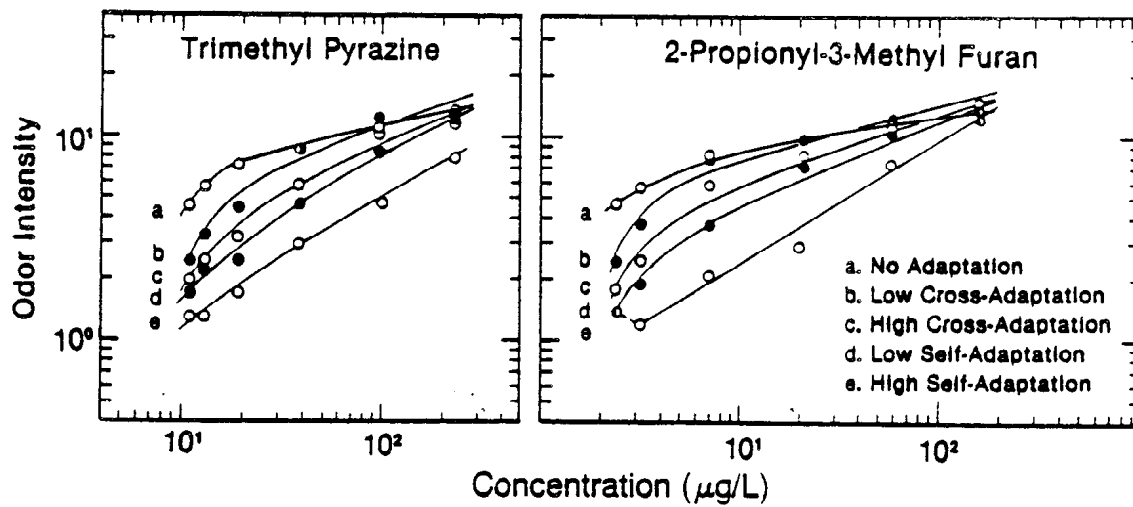 Trimethyl Pyrazine
2-Propionyl-3-Methyl Furan
Odor Intensity
10¹
10⁰
a
b
c
d
e
a
b
c
d
e
a. No Adaptation
b. Low Cross-Adaptation
c. High Cross-Adaptation
d. Low Self-Adaptation
e. High Self-Adaptation
10¹
10²
10¹
10²
Concentration (μg/L)